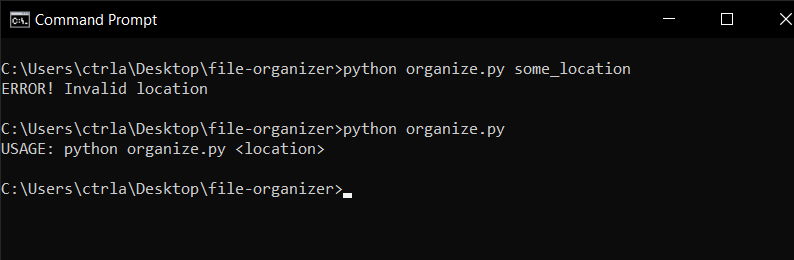 Command Prompt
C:\Users\ctrla\Desktop\file-organizer>python organize.py some_location
ERROR! Invalid location
C:\Users\ctrla\Desktop\file-organizer>python organize.py
USAGE: python organize.py <location>
C:\Users\ctrla\Desktop\file-organizer>